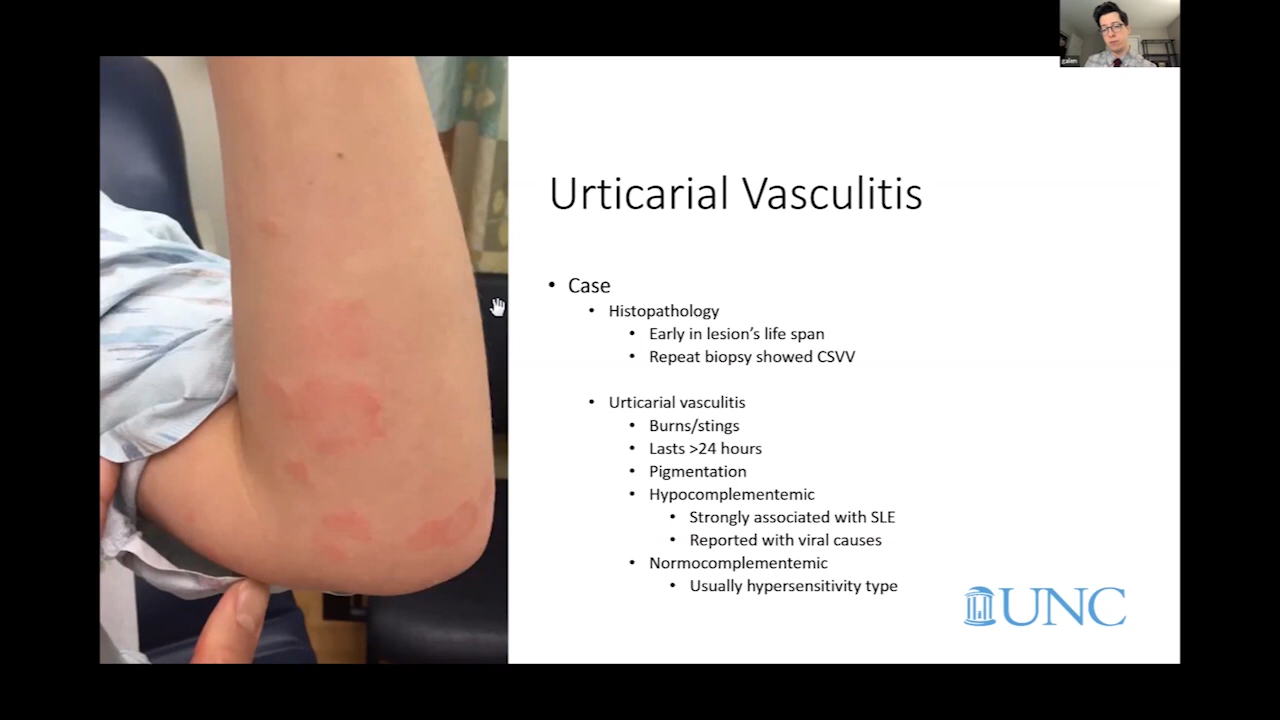 galen
Urticarial Vasculitis
• Case
• Histopathology
• Early in lesion’s life span
• Repeat biopsy showed CSVV
• Urticarial vasculitis
• Burns/stings
• Lasts >24 hours
• Pigmentation
• Hypocomplementemic
• Strongly associated with SLE
• Reported with viral causes
• Normocomplementemic
• Usually hypersensitivity type
UNC